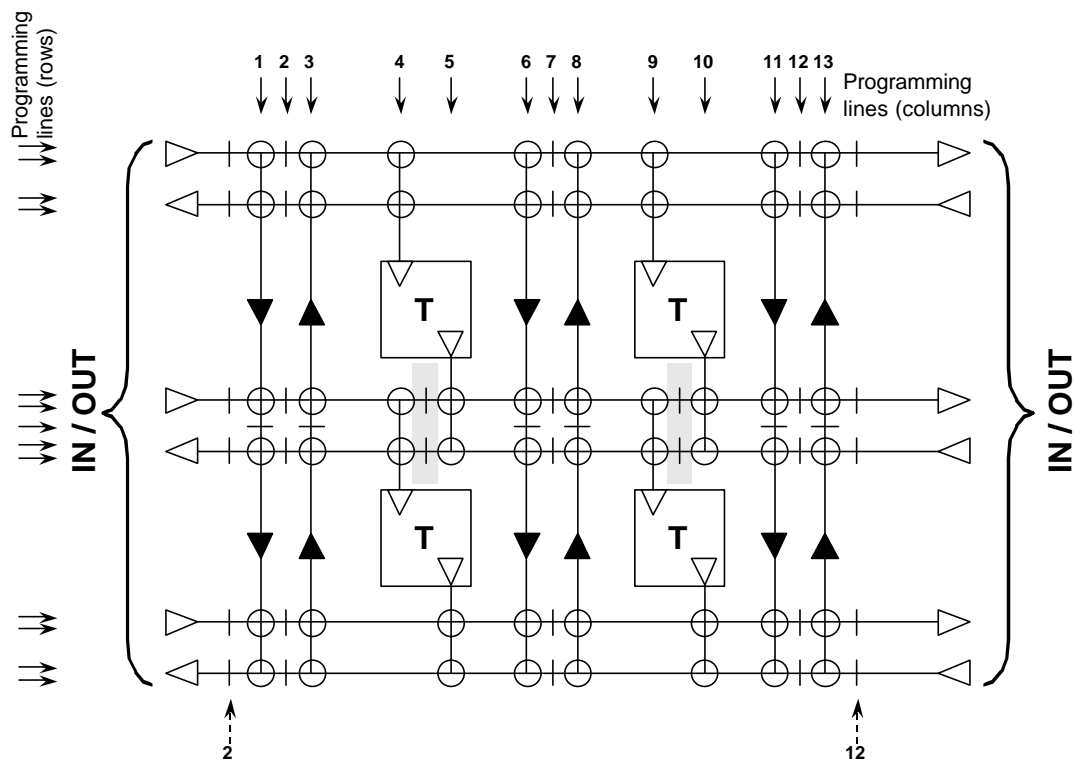 Programming
lines (rows)
1 2 3 4 5 6 7 8 9 10 11 12 13
Programming
lines (columns)
IN / OUT
IN / OUT
T
T
T
T
2
12